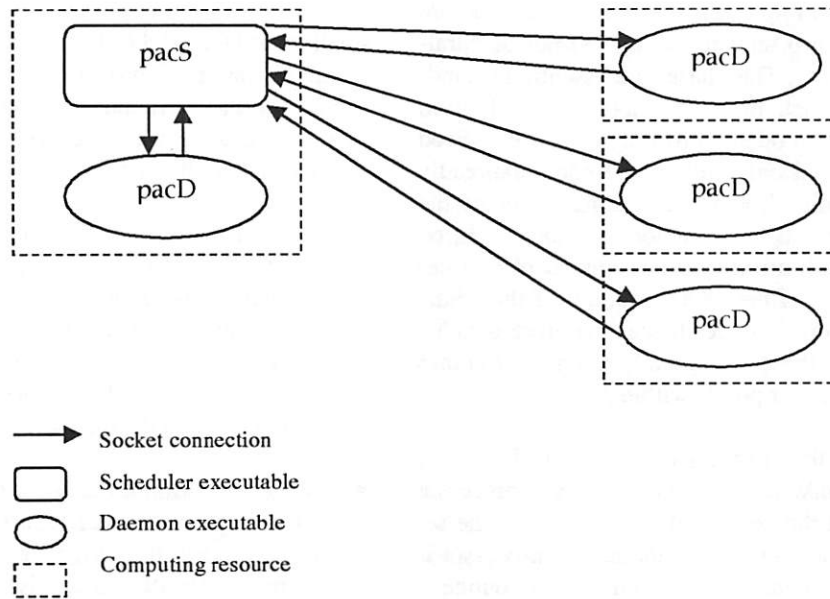 pacS
pacD
pacD
pacD
pacD
Socket connection
Scheduler executable
Daemon executable
Computing resource